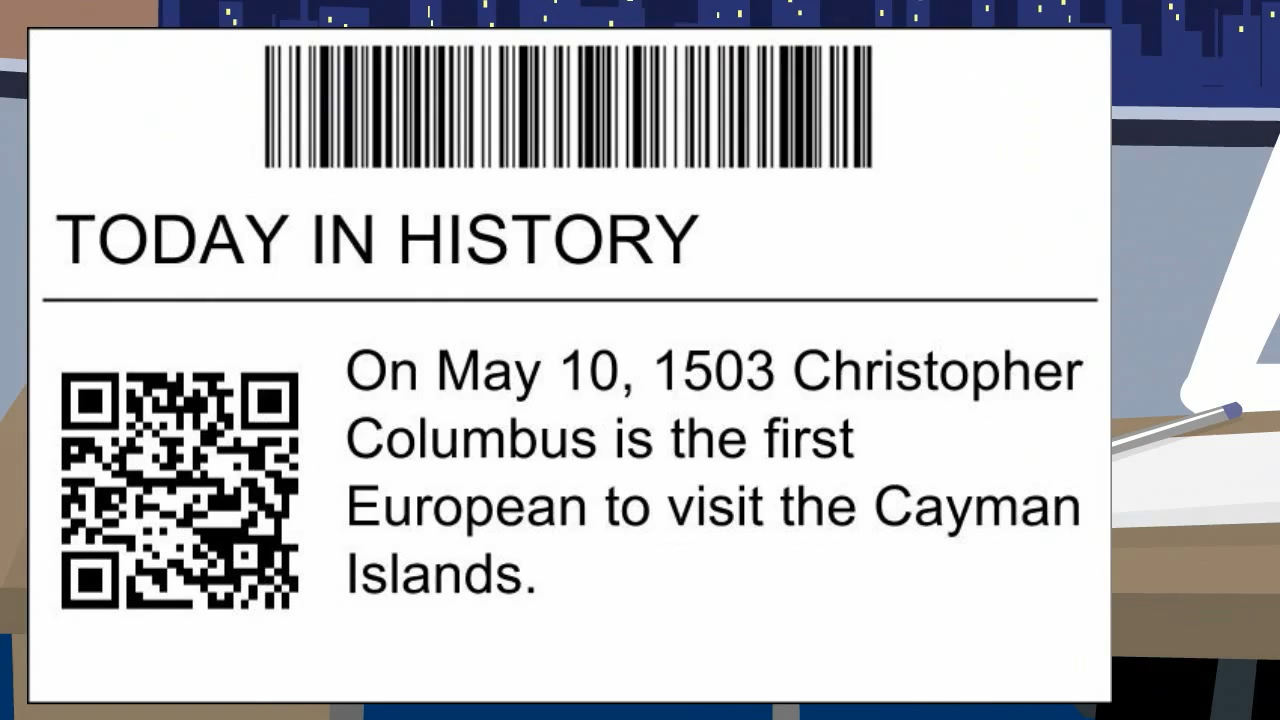 TODAY IN HISTORY
On May 10, 1503 Christopher
Columbus is the first
European to visit the Cayman
Islands.